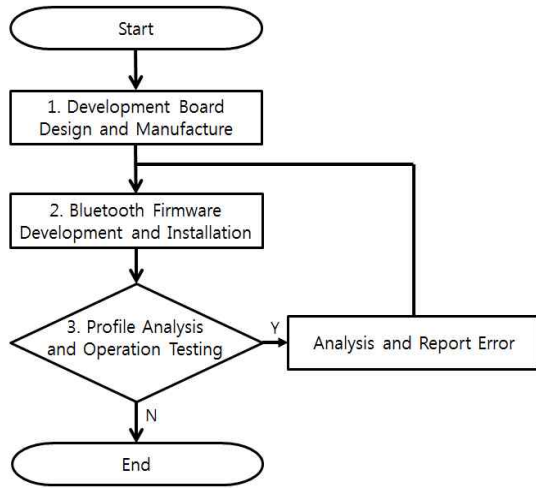 Start
1. Development Board
Design and Manufacture
2. Bluetooth Firmware
Development and Installation
3. Profile Analysis
and Operation Testing
Y
Analysis and Report Error
N
End